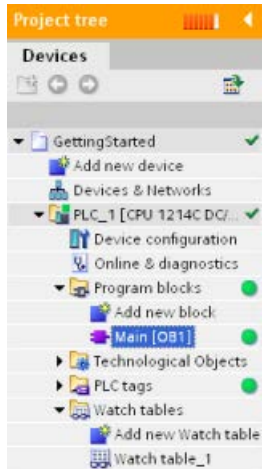 Project tree
Devices
GettingStarted
Add new device
Devices & Networks
PLC_1 [CPU 1214C DC/...
Device configuration
Online & diagnostics
Program blocks
Add new block
Main [OB1]
Technological Objects
PLC tags
Watch tables
Add new Watch table
Watch table_1